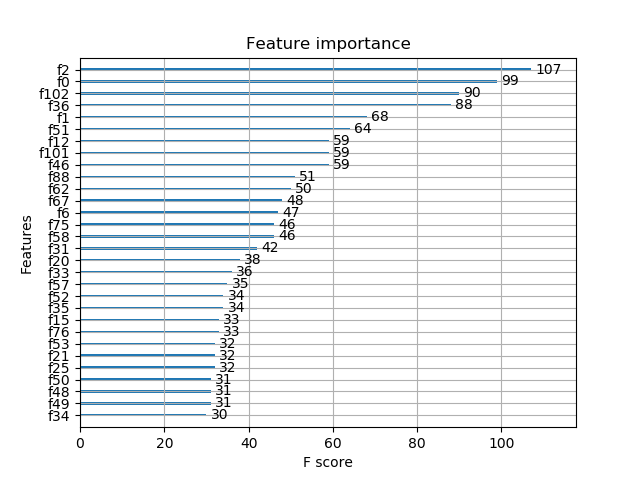 Feature importance
Features
f2 107
f0 99
f102 90
f36 88
f1 68
f51 64
f12 59
f101 59
f46 59
f88 51
f62 50
f67 48
f6 47
f75 46
f58 46
f31 42
f20 38
f33 36
f57 35
f52 34
f35 34
f15 33
f76 33
f53 32
f21 32
f25 32
f50 31
f48 31
f49 31
f34 30
0 20 40 60 80 100
F score